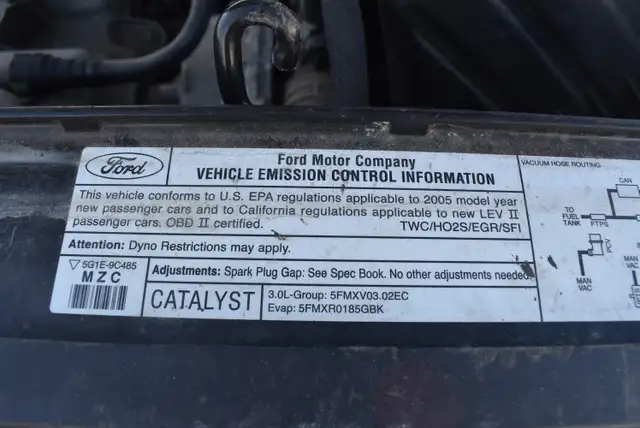 Ford
Ford Motor Company
VEHICLE EMISSION CONTROL INFORMATION
This vehicle conforms to U.S. EPA regulations applicable to 2005 model year
new passenger cars and to California regulations applicable to new LEV II
passenger cars. OBD II certified.
TWC/HO2S/EGR/SFI
Attention: Dyno Restrictions may apply.
5G1E-9C485
MZC
Adjustments: Spark Plug Gap: See Spec Book. No other adjustments needed.
CATALYST
3.0L-Group: 5FMXV03.02EC
Evap: 5FMXR0185GBK
VACUUM HOSE ROUTING
CAN
TO
FUEL
TANK
FTPS
PCV
MAN
VAC